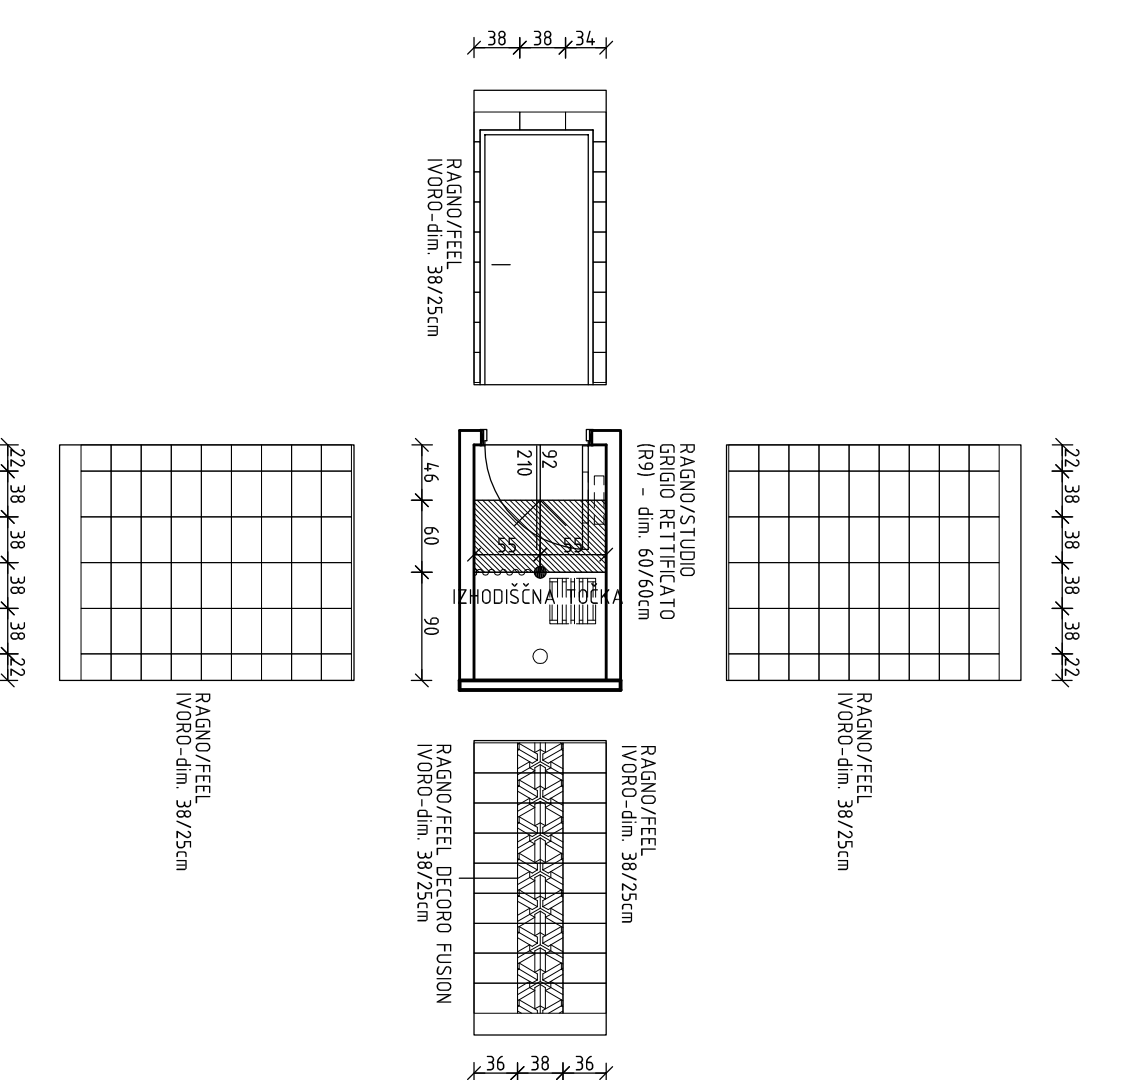 38 38 34
RAGNO/FEEL
IVORO-dim. 38/25cm
RAGNO/STUDIO
GRIGIO RETTIFICATO
(R9) - dim. 60/60cm
92
210
46
60
90
55 55
IZHODIŠČNA TOČKA
22
38
38
38
38
22
22
38
38
38
38
22
RAGNO/FEEL
IVORO-dim. 38/25cm
RAGNO/FEEL
IVORO-dim. 38/25cm
RAGNO/FEEL DECORO FUSION
IVORO-dim. 38/25cm
RAGNO/FEEL
IVORO-dim. 38/25cm
36 38 36